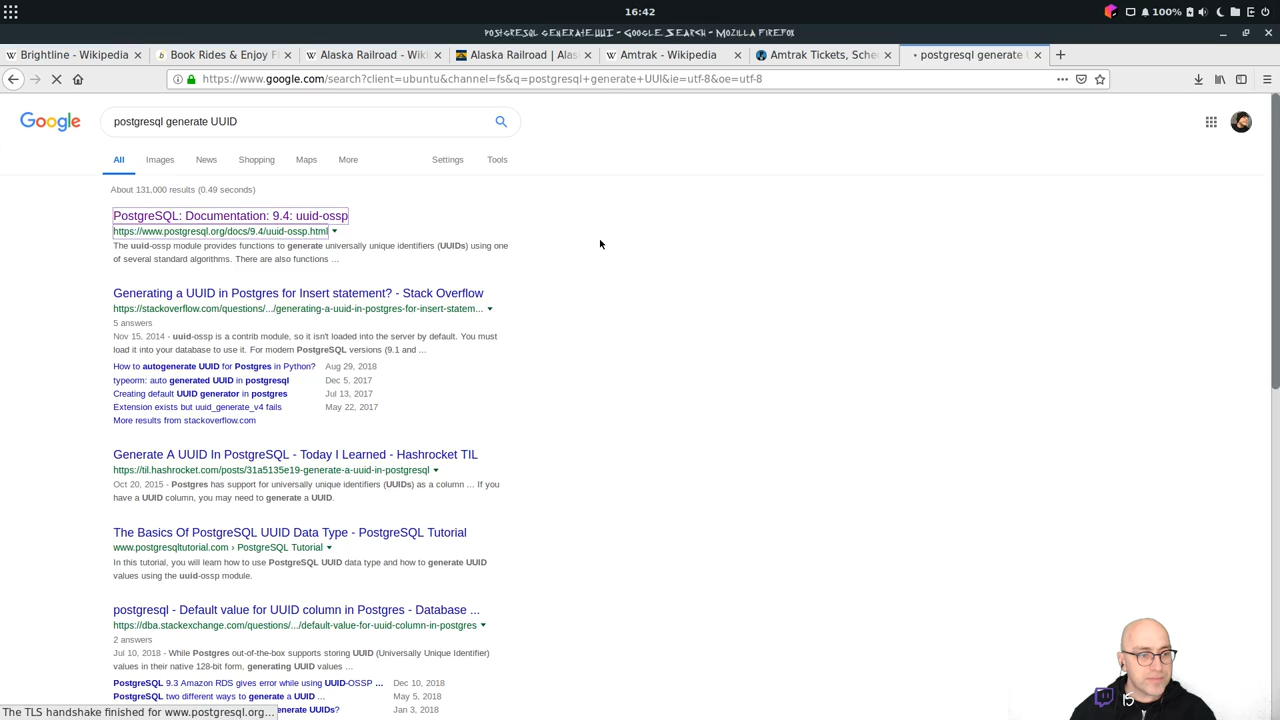 16:42
100%
postgresql generate UUI - Google Search - Mozilla Firefox
Brightline - Wikipedia
Book Rides & Enjoy F
Alaska Railroad - Wiki
Alaska Railroad | Alas
Amtrak - Wikipedia
Amtrak Tickets, Sche
postgresql generate U
https://www.google.com/search?client=ubuntu&channel=fs&q=postgresql+generate+UUI&ie=utf-8&oe=utf-8
Google
postgresql generate UUID
All
Images
News
Shopping
Maps
More
Settings
Tools
About 131,000 results (0.49 seconds)
PostgreSQL: Documentation: 9.4: uuid-ossp
https://www.postgresql.org/docs/9.4/uuid-ossp.html
The uuid-ossp module provides functions to generate universally unique identifiers (UUIDs) using one
of several standard algorithms. There are also functions ...
Generating a UUID in Postgres for Insert statement? - Stack Overflow
https://stackoverflow.com/questions/.../generating-a-uuid-in-postgres-for-insert-statem...
5 answers
Nov 15, 2014 - uuid-ossp is a contrib module, so it isn't loaded into the server by default. You must
load it into your database to use it. For modern PostgreSQL versions (9.1 and ...
How to autogenerate UUID for Postgres in Python? Aug 29, 2018
typeorm: auto generated UUID in postgresql Dec 5, 2017
Creating default UUID generator in postgres Jul 13, 2017
Extension exists but uuid_generate_v4 fails May 22, 2017
More results from stackoverflow.com
Generate A UUID In PostgreSQL - Today I Learned - Hashrocket TIL
https://til.hashrocket.com/posts/31a5135e19-generate-a-uuid-in-postgresql
Oct 20, 2015 - Postgres has support for universally unique identifiers (UUIDs) as a column ... If you
have a UUID column, you may need to generate a UUID.
The Basics Of PostgreSQL UUID Data Type - PostgreSQL Tutorial
www.postgresqltutorial.com › PostgreSQL Tutorial
In this tutorial, you will learn how to use PostgreSQL UUID data type and how to generate UUID
values using the uuid-ossp module.
postgresql - Default value for UUID column in Postgres - Database ...
https://dba.stackexchange.com/questions/.../default-value-for-uuid-column-in-postgres
2 answers
Jul 10, 2018 - While Postgres out-of-the-box supports storing UUID (Universally Unique Identifier)
values in their native 128-bit form, generating UUID values ...
PostgreSQL 9.3 Amazon RDS gives error while using UUID-OSSP ... Dec 10, 2018
PostgreSQL two different ways to generate a UUID ... May 5, 2018
enerate UUIDs? Jan 3, 2018
The TLS handshake finished for www.postgresql.org...
15